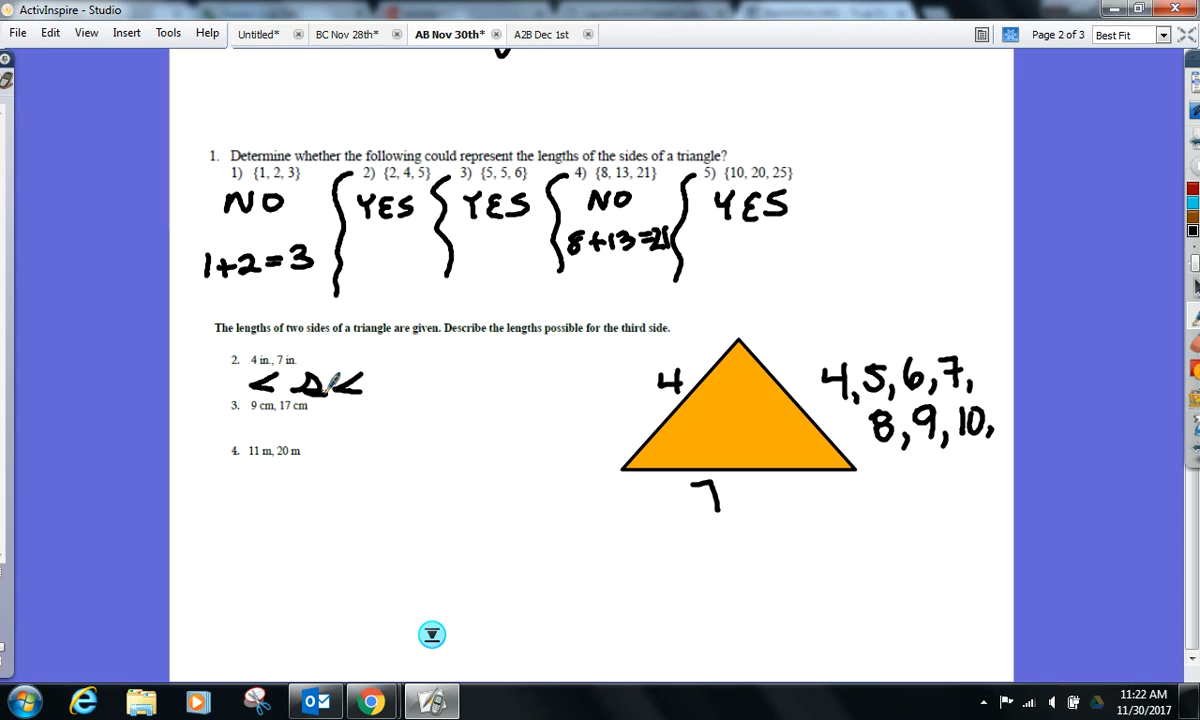 ActivInspire - Studio
File Edit View Insert Tools Help Untitled* BC Nov 28th* AB Nov 30th* A2B Dec 1st Page 2 of 3 Best Fit
1. Determine whether the following could represent the lengths of the sides of a triangle?
1) {1, 2, 3} 2) {2, 4, 5} 3) {5, 5, 6} 4) {8, 13, 21} 5) {10, 20, 25}
NO YES YES NO YES
1+2=3 8+13=21
The lengths of two sides of a triangle are given. Describe the lengths possible for the third side.
2. 4 in., 7 in.
< <
3. 9 cm, 17 cm
4. 11 m, 20 m
4 4,5,6,7,
8,9,10,
7
11:22 AM
11/30/2017